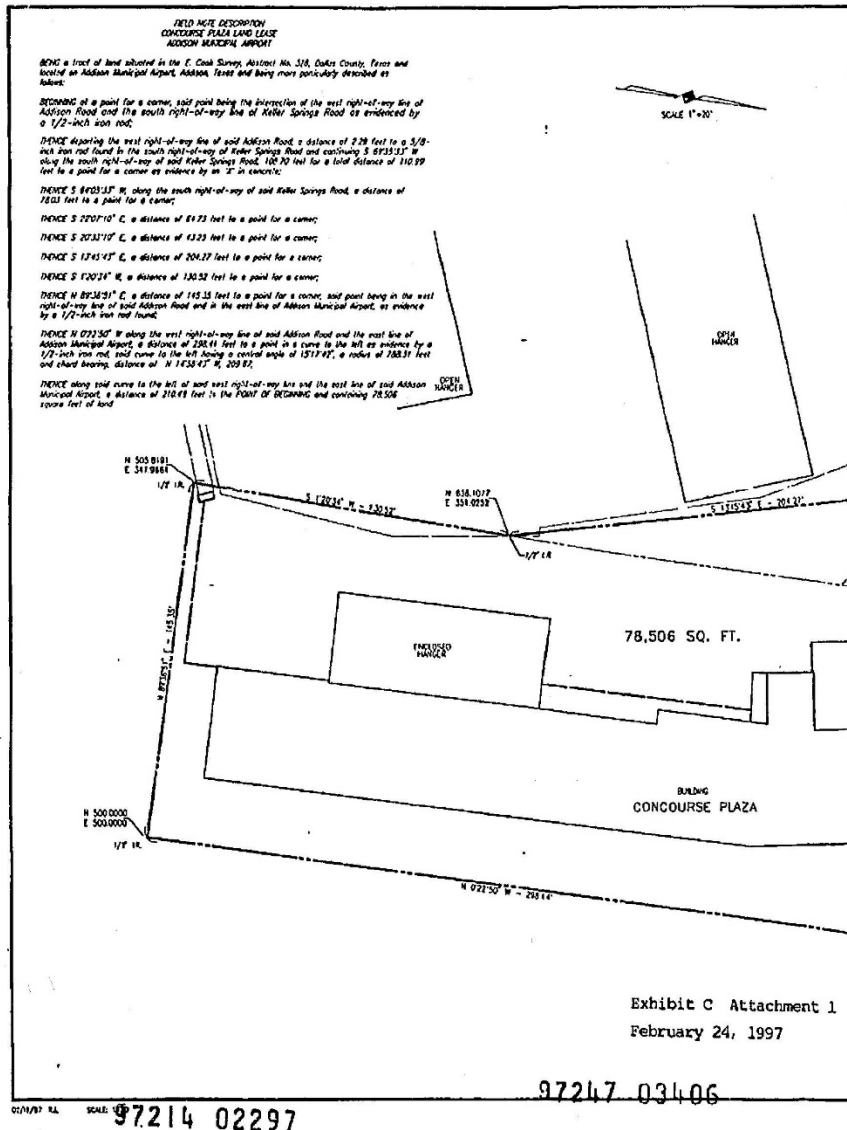 FIELD NOTE DESCRIPTION
CONCOURSE PLAZA LAND LEASE
ADDISON MUNICIPAL AIRPORT
BEING a tract of land situated in the E. Cook Survey, Abstract No. 326, Dallas County, Texas and
located on Addison Municipal Airport, Addison, Texas and being more particularly described as
follows:
BEGINNING at a point for a corner, said point being the intersection of the west right-of-way line of
Addison Road and the south right-of-way line of Keller Springs Road as evidenced by
a 1/2-inch iron rod;
THENCE departing the west right-of-way line of said Addison Road, a distance of 2.29 feet to a 5/8-
inch iron rod found in the south right-of-way of Keller Springs Road and continuing S 69°35'33" W
along the south right-of-way of said Keller Springs Road, 108.70 feet for a total distance of 110.99
feet to a point for a corner as evidence by an "X" in concrete;
THENCE S 84°03'33" W, along the south right-of-way of said Keller Springs Road, a distance of
78.03 feet to a point for a corner;
THENCE S 22°07'10" E, a distance of 64.73 feet to a point for a corner;
THENCE S 20°33'10" E, a distance of 43.23 feet to a point for a corner;
THENCE S 13°45'43" E, a distance of 204.27 feet to a point for a corner;
THENCE S 1°20'34" W, a distance of 130.52 feet to a point for a corner;
THENCE N 89°36'51" E, a distance of 145.35 feet to a point for a corner, said point being in the west
right-of-way line of said Addison Road and in the east line of Addison Municipal Airport, as evidence
by a 1/2-inch iron rod found;
THENCE N 0°22'50" W along the west right-of-way line of said Addison Road and the east line of
Addison Municipal Airport, a distance of 298.41 feet to a point in a curve to the left as evidence by a
1/2-inch iron rod, said curve to the left having a central angle of 15°17'42", a radius of 788.51 feet
and chord bearing, distance of N 14°58'43" W, 209.87;
THENCE along said curve to the left of said west right-of-way line and the east line of said Addison
Municipal Airport, a distance of 210.49 feet to the POINT OF BEGINNING and containing 78,506
square feet of land
SCALE 1"=20'
OPEN
HANGER
OPEN
HANGER
N 505.8191
1/2" I.R.
S 1°20'34" W - 130.52'
N 636.1077
E 351.0252
1/2" I.R.
S 13°45'43" E - 204.27'
78,506 SQ. FT.
ENCLOSED
HANGER
N 89°36'51" E - 145.35'
BUILDING
CONCOURSE PLAZA
N 500.0000
E 500.0000
1/2" I.R.
N 0°22'50" W - 298.14'
Exhibit C Attachment 1
February 24, 1997
97247 03406
SCALE:
97214 02297